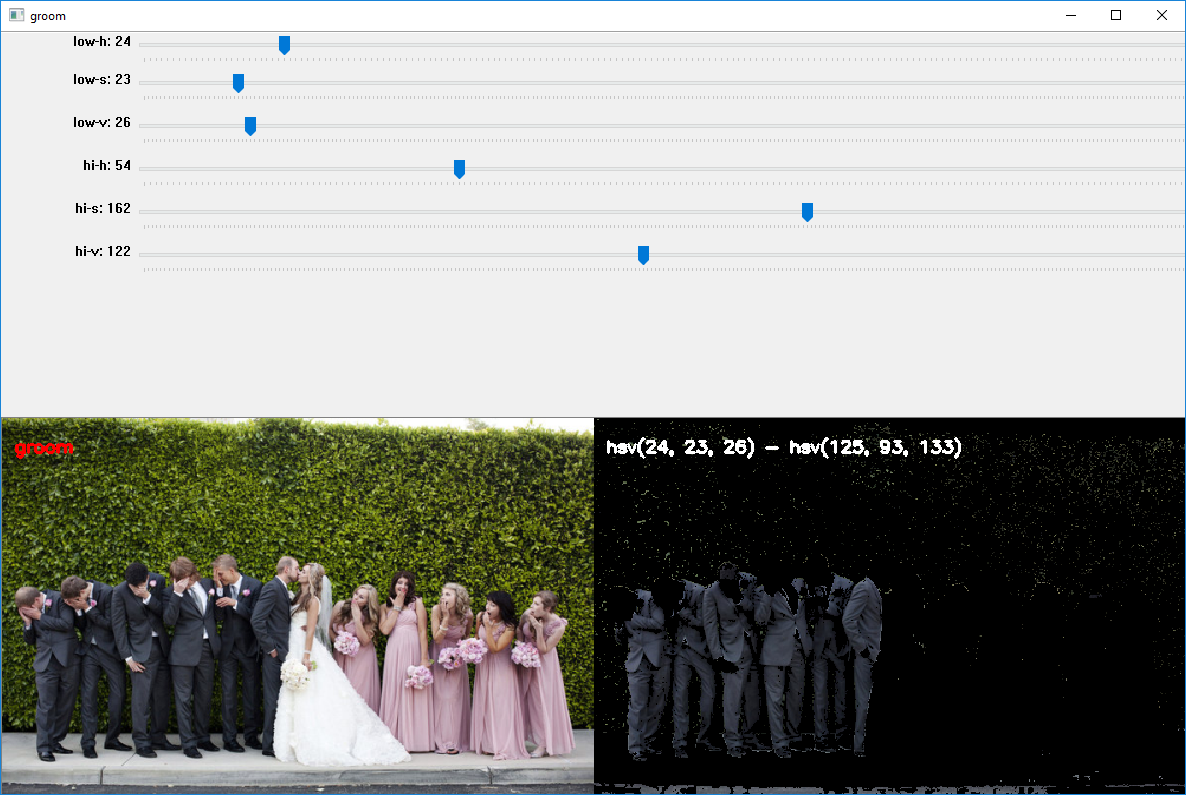 groom
low-h: 24
low-s: 23
low-v: 26
hi-h: 54
hi-s: 162
hi-v: 122
groom
hsv(24, 23, 26) - hsv(125, 93, 133)